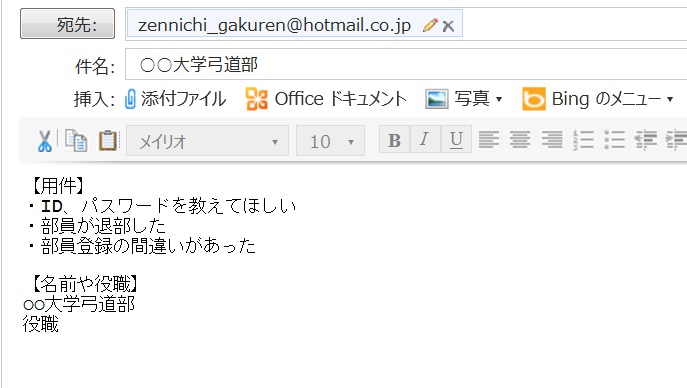 宛先: zennichi_gakuren@hotmail.co.jp
件名: ○○大学弓道部
挿入: 添付ファイル Office ドキュメント 写真 Bing のメニュー
メイリオ 10 B I U
【用件】
・ID、パスワードを教えてほしい
・部員が退部した
・部員登録の間違いがあった
【名前や役職】
○○大学弓道部
役職